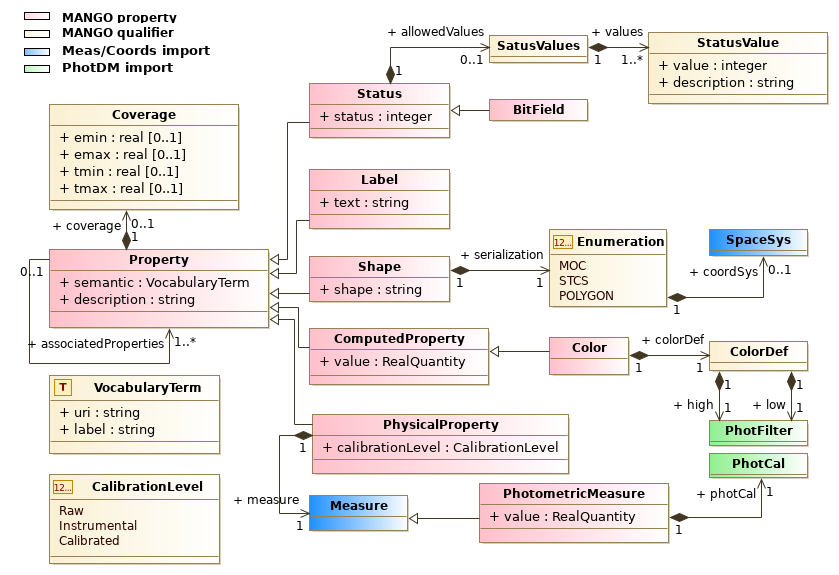 MANGO property
MANGO qualifier
Meas/Coords import
PhotDM import
+ allowedValues
0..1
1
SatusValues
+ values
1
1..*
StatusValue
+ value : integer
+ description : string
Status
+ status : integer
BitField
Coverage
+ emin : real [0..1]
+ emax : real [0..1]
+ tmin : real [0..1]
+ tmax : real [0..1]
+ coverage
0..1
1
Label
+ text : string
Property
+ semantic : VocabularyTerm
+ description : string
0..1
+ associatedProperties
1..*
Shape
+ shape : string
+ serialization
1
1
12...
Enumeration
MOC
STCS
POLYGON
1
SpaceSys
+ coordSys
0..1
ComputedProperty
+ value : RealQuantity
Color
+ colorDef
1
1
ColorDef
1
1
+ high
1
+ low
1
PhotFilter
T
VocabularyTerm
+ uri : string
+ label : string
PhysicalProperty
+ calibrationLevel : CalibrationLevel
1
PhotCal
+ photCal
1
12...
CalibrationLevel
Raw
Instrumental
Calibrated
+ measure
1
Measure
PhotometricMeasure
+ value : RealQuantity
1